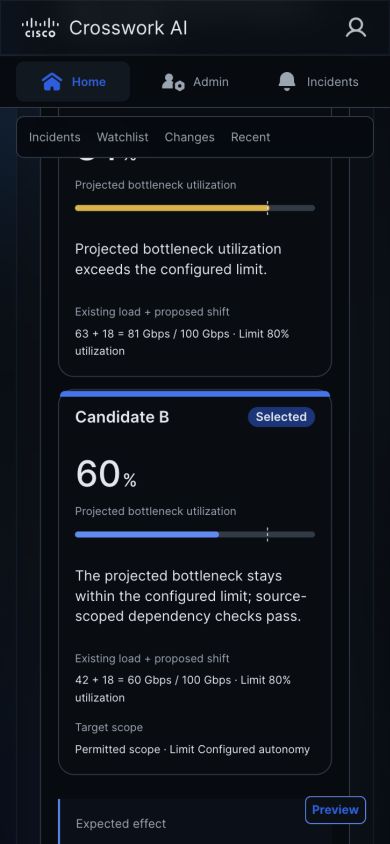 CISCO
Crosswork AI
Home
Admin
Incidents
Incidents
Watchlist
Changes
Recent
Projected bottleneck utilization
Projected bottleneck utilization
exceeds the configured limit.
Existing load + proposed shift
63 + 18 = 81 Gbps / 100 Gbps · Limit 80%
utilization
Candidate B
Selected
60%
Projected bottleneck utilization
The projected bottleneck stays
within the configured limit; source-
scoped dependency checks pass.
Existing load + proposed shift
42 + 18 = 60 Gbps / 100 Gbps · Limit 80%
utilization
Target scope
Permitted scope · Limit Configured autonomy
Preview
Expected effect